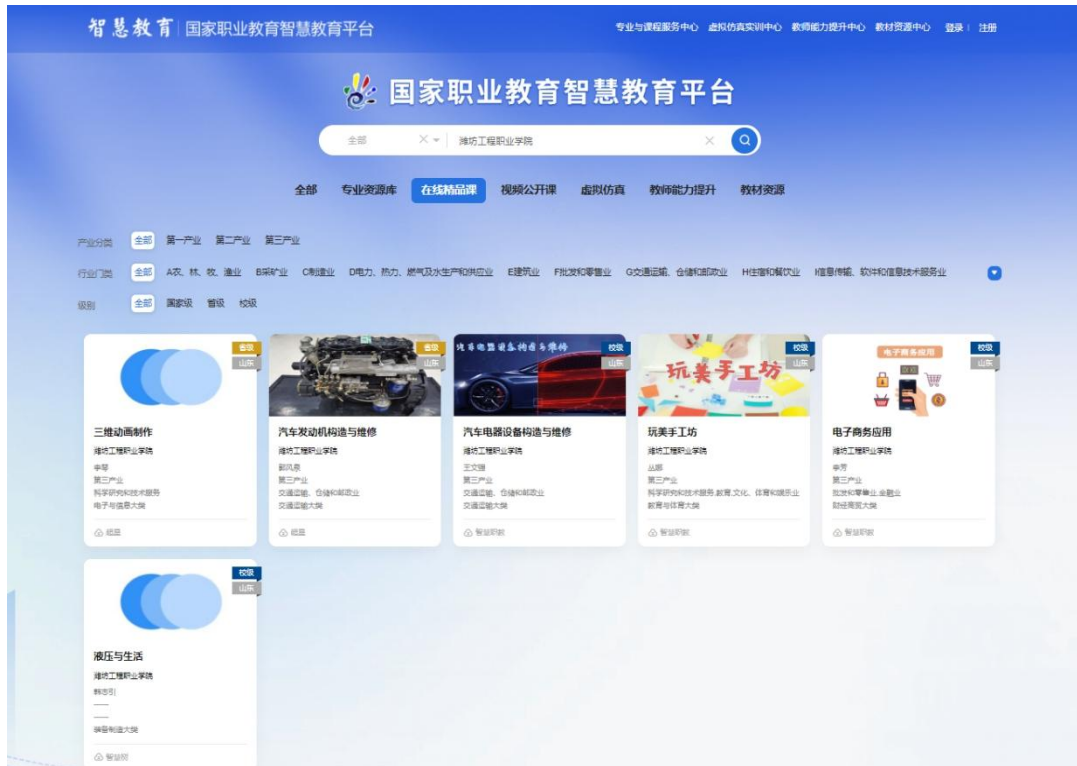 智慧教育 国家职业教育智慧教育平台
专业与课程服务中心 虚拟仿真实训中心 教师能力提升中心 教材资源中心 登录 | 注册
国家职业教育智慧教育平台
全部 潍坊工程职业学院
全部 专业资源库 在线精品课 视频公开课 虚拟仿真 教师能力提升 教材资源
产业分类 全部 第一产业 第二产业 第三产业
行业门类 全部 A农、林、牧、渔业 B采矿业 C制造业 D电力、热力、燃气及水生产和供应业 E建筑业 F批发和零售业 G交通运输、仓储和邮政业 H住宿和餐饮业 I信息传输、软件和信息技术服务业
级别 全部 国家级 省级 校级
省级
山东
三维动画制作
潍坊工程职业学院
李琴
第三产业
科学研究和技术服务
电子与信息大类
省级
山东
汽车发动机构造与维修
潍坊工程职业学院
第三产业
交通运输、仓储和邮政业
交通运输大类
汽车电器设备构造与维修
校级
山东
汽车电器设备构造与维修
潍坊工程职业学院
第三产业
交通运输、仓储和邮政业
交通运输大类
智慧职教
玩美手工坊
校级
山东
玩美手工坊
潍坊工程职业学院
丛娜
第三产业
科学研究和技术服务,教育,文化、体育和娱乐业
教育与体育大类
智慧职教
电子商务应用
校级
山东
电子商务应用
潍坊工程职业学院
李芳
第三产业
批发和零售业,金融业
财经商贸大类
智慧职教
校级
山东
液压与生活
潍坊工程职业学院
装备制造大类